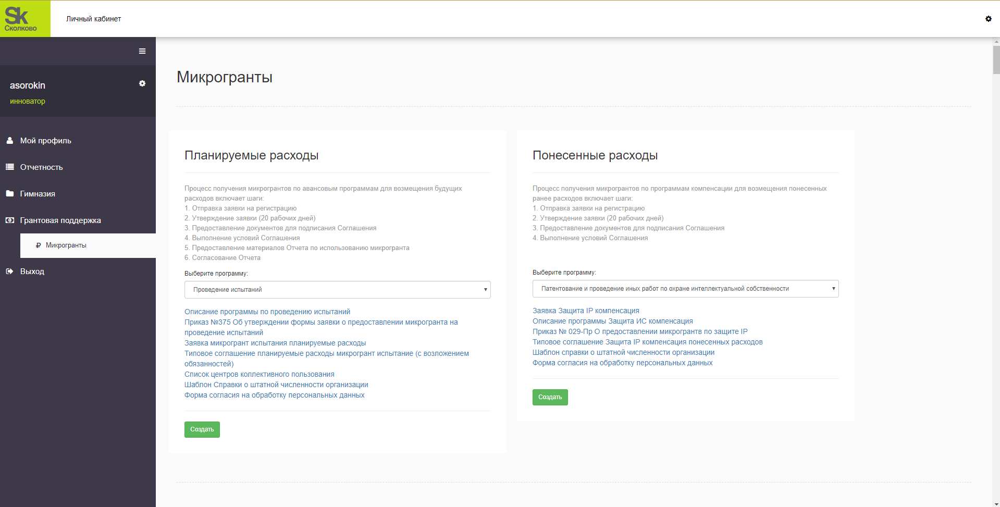 Sk
Сколково
Личный кабинет
asorokin
инноватор
Мой профиль
Отчетность
Гимназия
Грантовая поддержка
₽ Микрогранты
Выход
Микрогранты
Планируемые расходы
Процесс получения микрогрантов по авансовым программам для возмещения будущих
расходов включает шаги:
1. Отправка заявки на регистрацию
2. Утверждение заявки (20 рабочих дней)
3. Предоставление документов для подписания Соглашения
4. Выполнение условий Соглашения
5. Предоставление материалов Отчета по использованию микрогранта
6. Согласование Отчета
Выберите программу:
Проведение испытаний
Описание программы по проведению испытаний
Приказ №375 Об утверждении формы заявки о предоставлении микрогранта на
проведение испытаний
Заявка микрогрант испытания планируемые расходы
Типовое соглашение планируемые расходы микрогрант испытание (с возложением
обязанностей)
Список центров коллективного пользования
Шаблон Справки о штатной численности организации
Форма согласия на обработку персональных данных
Создать
Понесенные расходы
Процесс получения микрогрантов по программам компенсации для возмещения понесенных
ранее расходов включает шаги:
1. Отправка заявки на регистрацию
2. Утверждение заявки (20 рабочих дней)
3. Предоставление документов для подписания Соглашения
4. Выполнение условий Соглашения
Выберите программу:
Патентование и проведение иных работ по охране интеллектуальной собственности
Заявка Защита IP компенсация
Описание программы Защита ИС компенсация
Приказ № 029-Пр О предоставлении микрогрантв по защите IP
Типовое соглашение Защита IP компенсация понесенных расходов
Шаблон справки о штатной численности организации
Форма согласия на обработку персональных данных
Создать